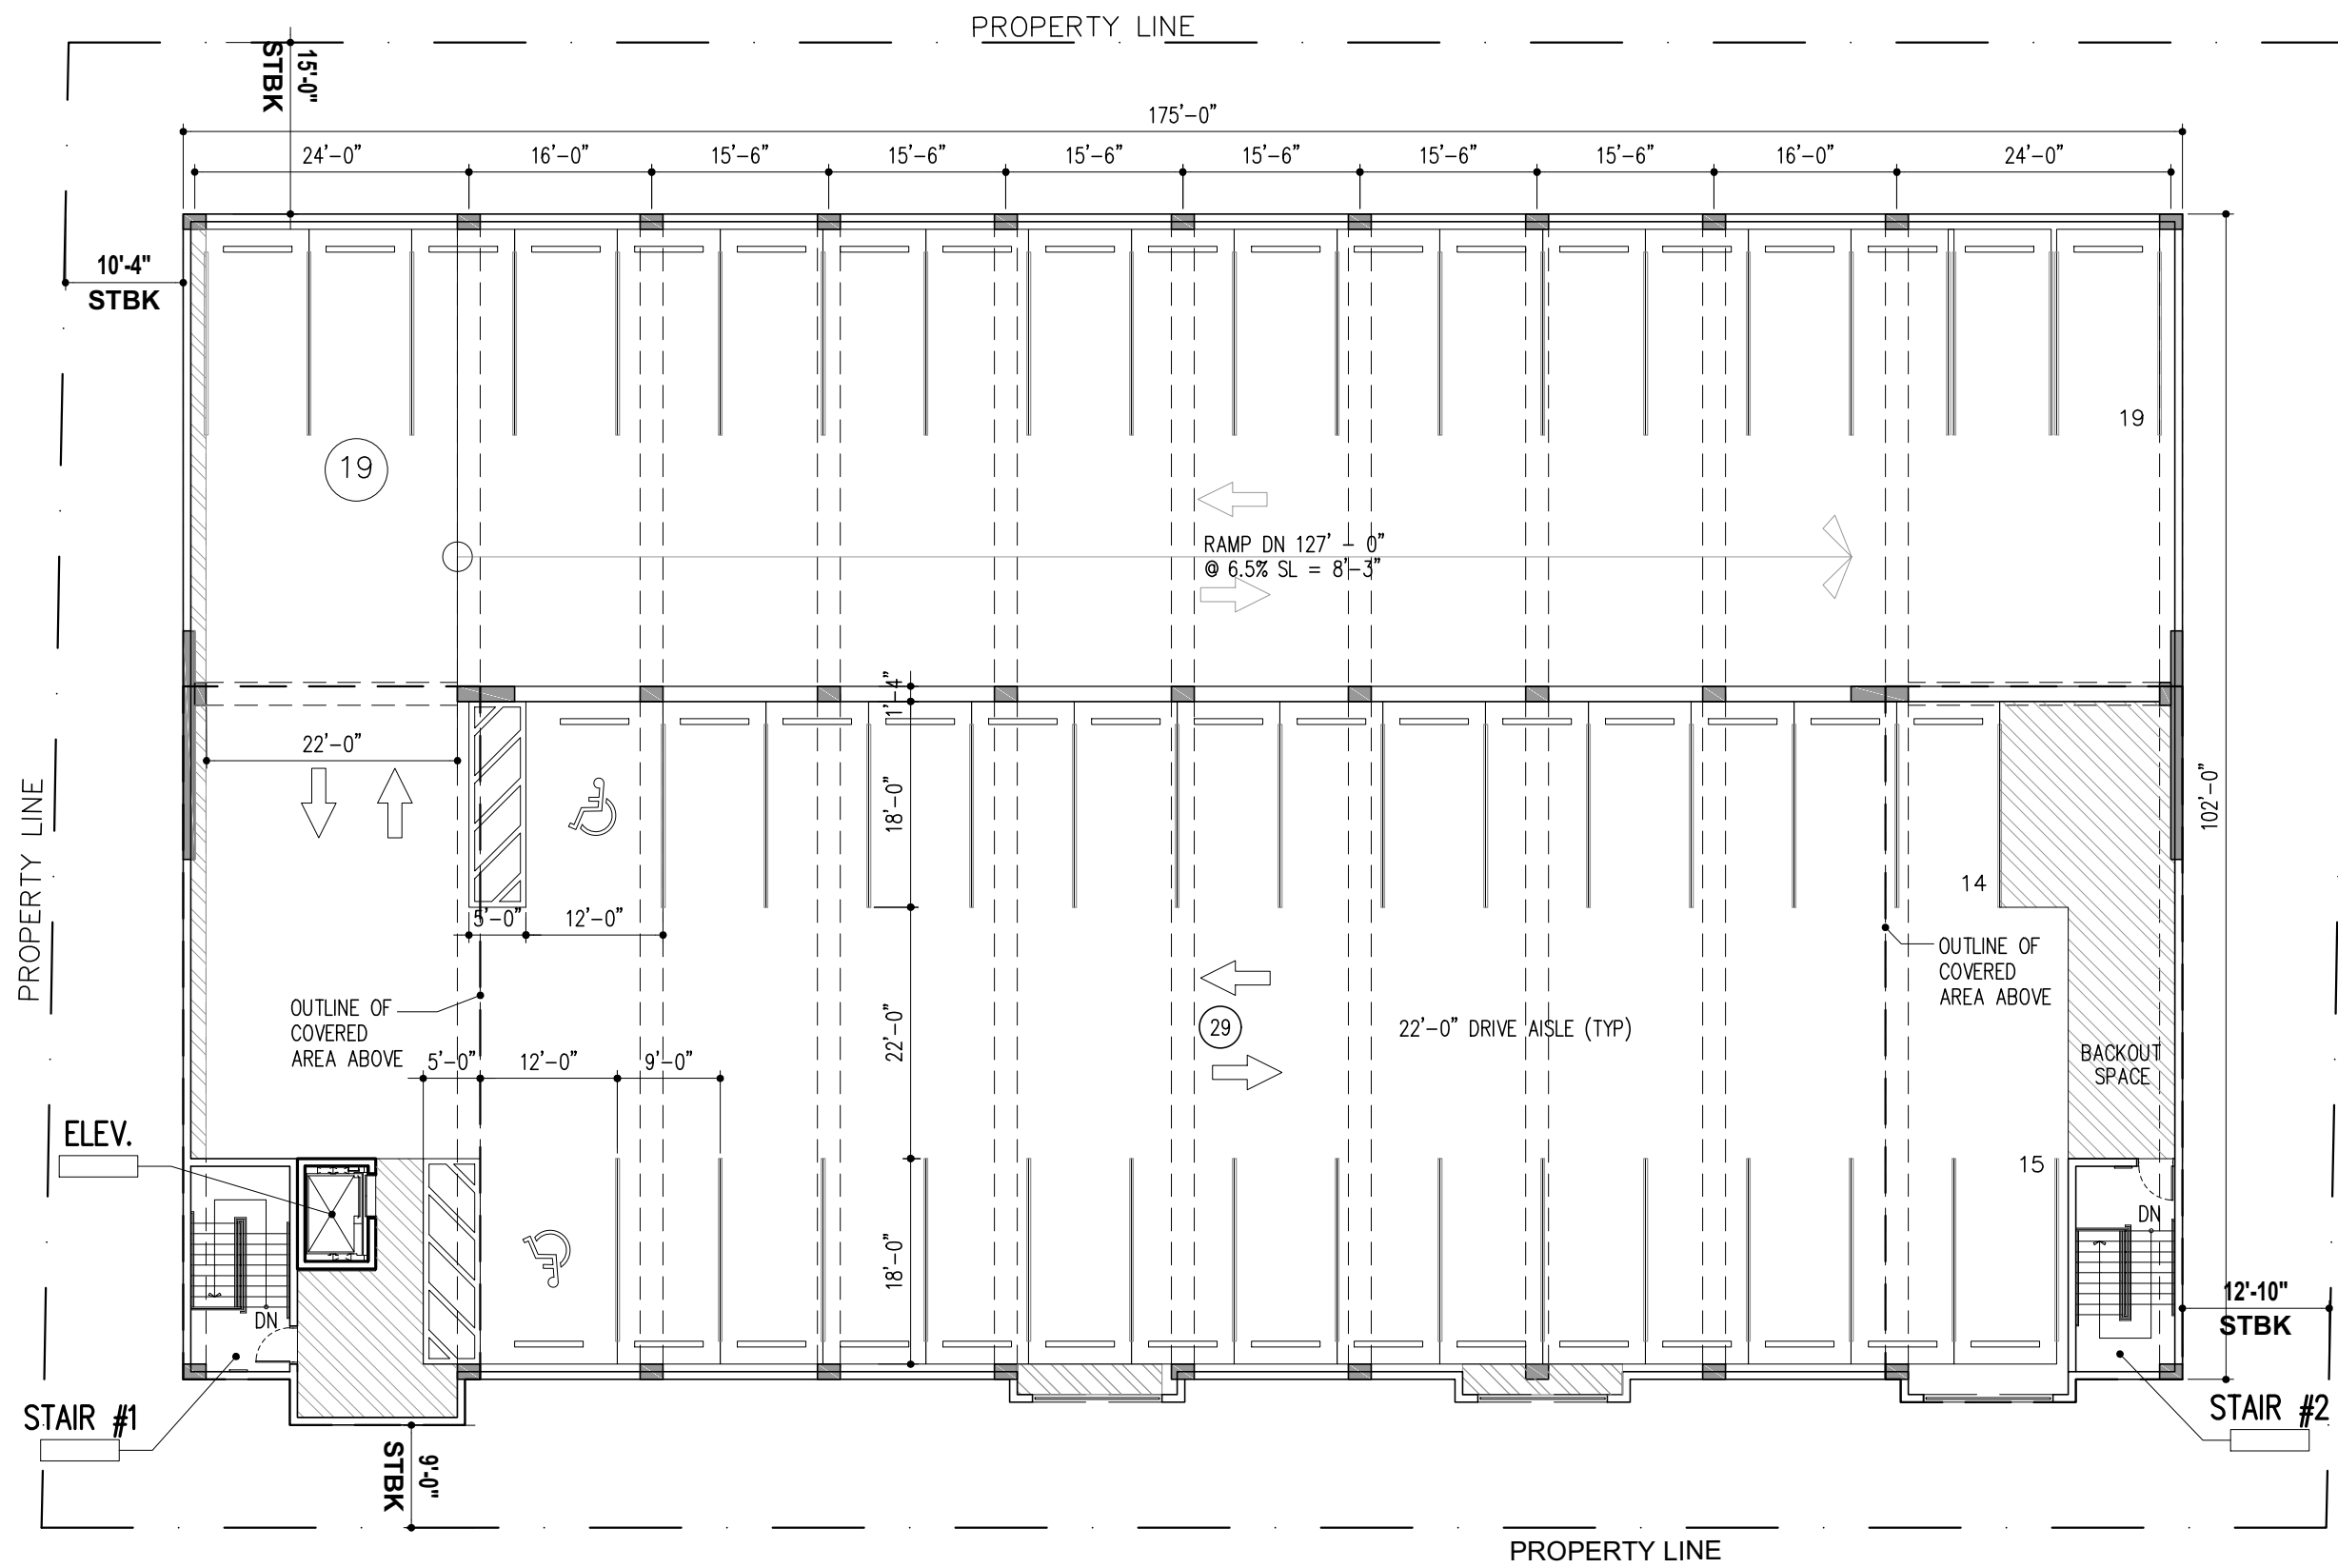 PROPERTY LINE
15'-0"
STBK
175'-0"
24'-0"
16'-0"
15'-6"
15'-6"
15'-6"
15'-6"
15'-6"
15'-6"
16'-0"
24'-0"
10'-4"
STBK
19
19
RAMP DN 127' - 0"
@ 6.5% SL = 8'-3"
1'-4"
22'-0"
18'-0"
102'-0"
PROPERTY LINE
14
5'-0"
12'-0"
OUTLINE OF
COVERED
AREA ABOVE
OUTLINE OF
COVERED
AREA ABOVE
22'-0"
29
22'-0" DRIVE AISLE (TYP)
5'-0"
12'-0"
9'-0"
BACKOUT
SPACE
ELEV.
15
DN
18'-0"
DN
12'-10"
STBK
STAIR #1
STAIR #2
9'-0"
STBK
PROPERTY LINE